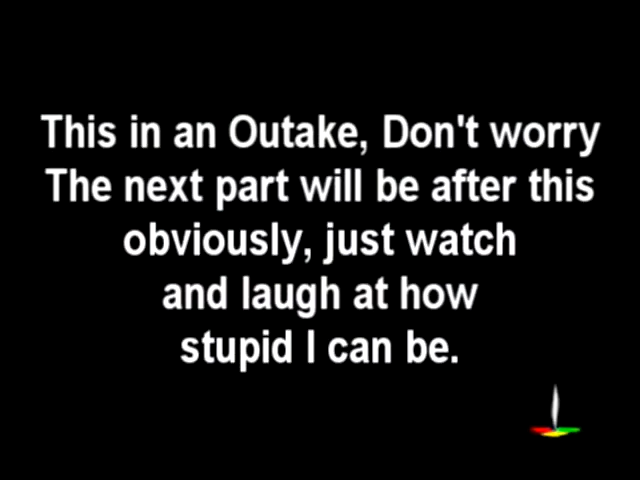 This in an Outake, Don't worry
The next part will be after this
obviously, just watch
and laugh at how
stupid I can be.